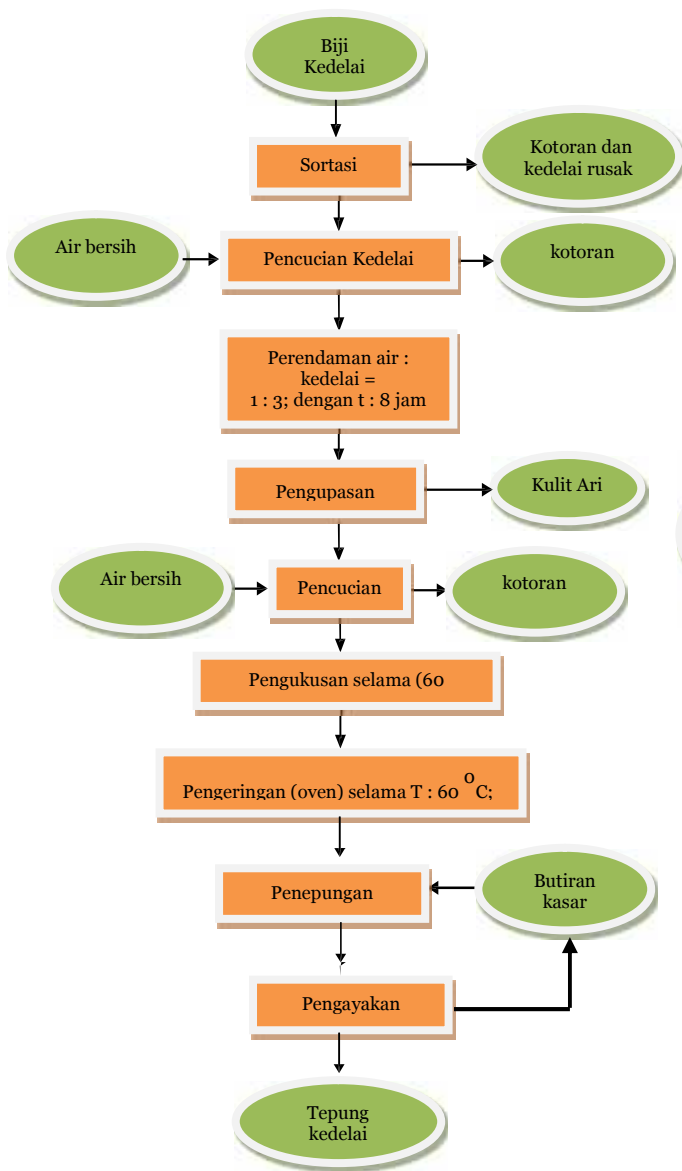 Biji
Kedelai
Sortasi
Kotoran dan
kedelai rusak
Air bersih
Pencucian Kedelai
kotoran
Perendaman air :
kedelai =
1 : 3; dengan t : 8 jam
Pengupasan
Kulit Ari
Air bersih
Pencucian
kotoran
Pengukusan selama (60
Pengeringan (oven) selama T : 60 ⁰C;
Penepungan
Butiran
kasar
Pengayakan
Tepung
kedelai